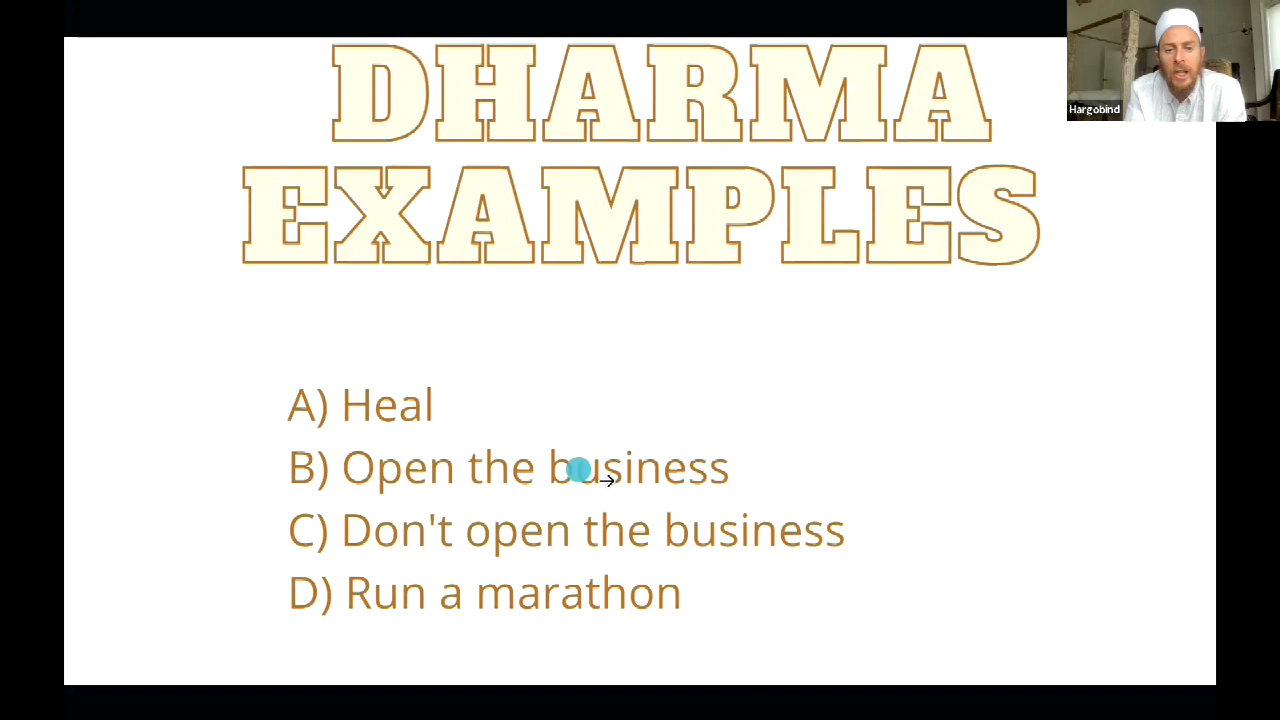 DHARMA
EXAMPLES
Hargobind
A) Heal
B) Open the business
C) Don't open the business
D) Run a marathon